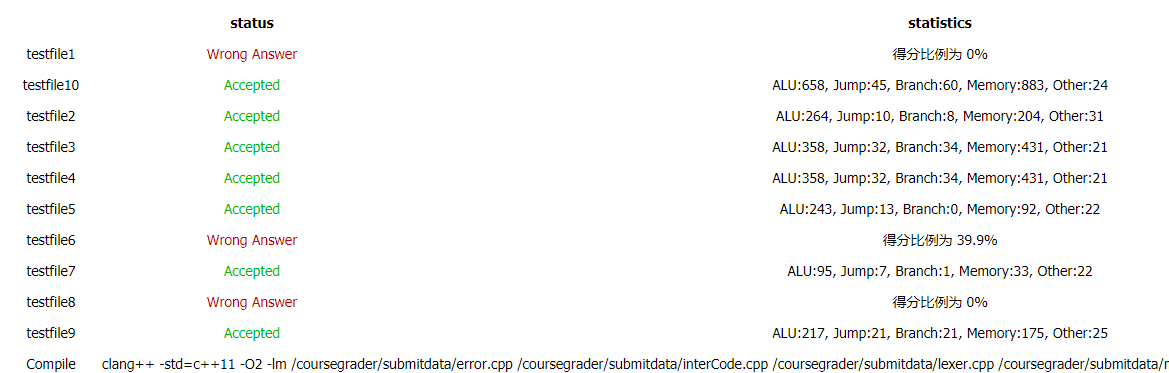 status statistics
testfile1 Wrong Answer 得分比例为 0%
testfile10 Accepted ALU:658, Jump:45, Branch:60, Memory:883, Other:24
testfile2 Accepted ALU:264, Jump:10, Branch:8, Memory:204, Other:31
testfile3 Accepted ALU:358, Jump:32, Branch:34, Memory:431, Other:21
testfile4 Accepted ALU:358, Jump:32, Branch:34, Memory:431, Other:21
testfile5 Accepted ALU:243, Jump:13, Branch:0, Memory:92, Other:22
testfile6 Wrong Answer 得分比例为 39.9%
testfile7 Accepted ALU:95, Jump:7, Branch:1, Memory:33, Other:22
testfile8 Wrong Answer 得分比例为 0%
testfile9 Accepted ALU:217, Jump:21, Branch:21, Memory:175, Other:25
Compile clang++ -std=c++11 -O2 -lm /coursegrader/submitdata/error.cpp /coursegrader/submitdata/interCode.cpp /coursegrader/submitdata/lexer.cpp /coursegrader/submitdata/